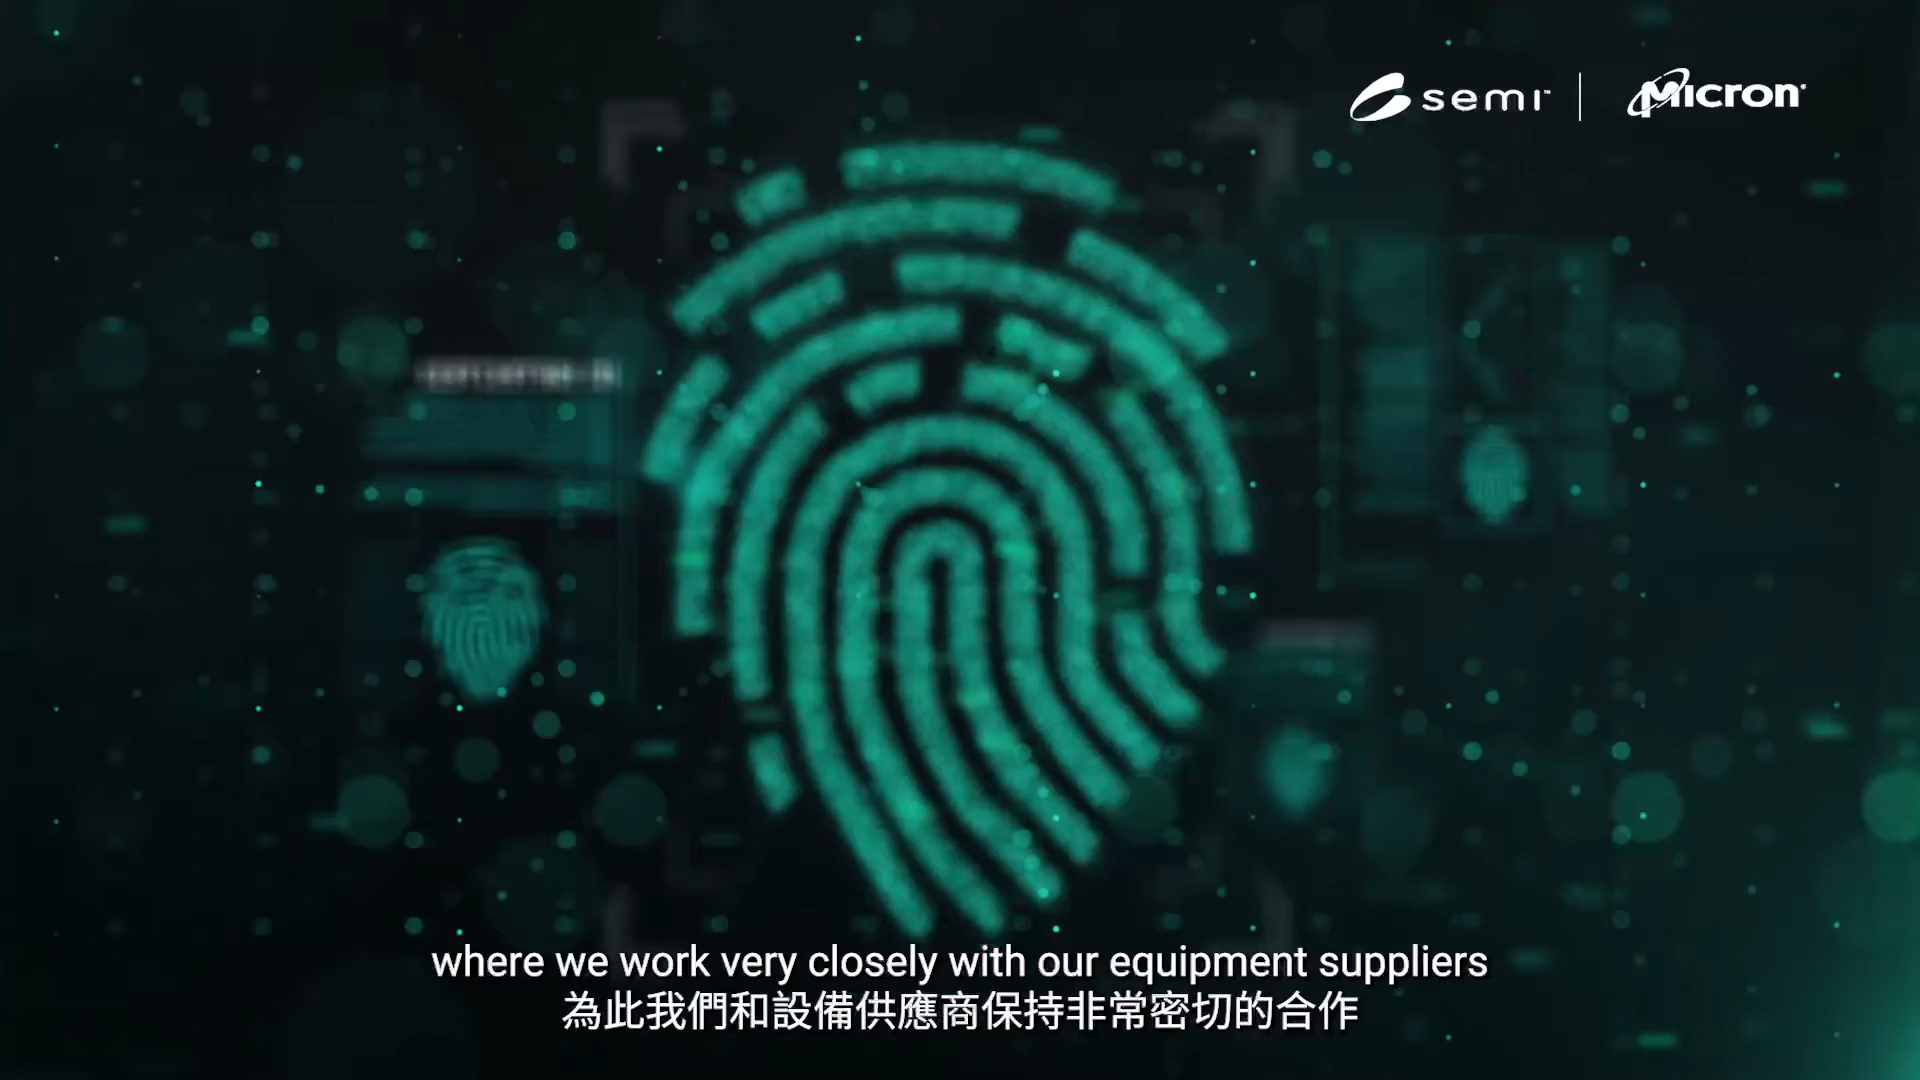 semi™
Micron
where we work very closely with our equipment suppliers
為此我們和設備供應商保持非常密切的合作